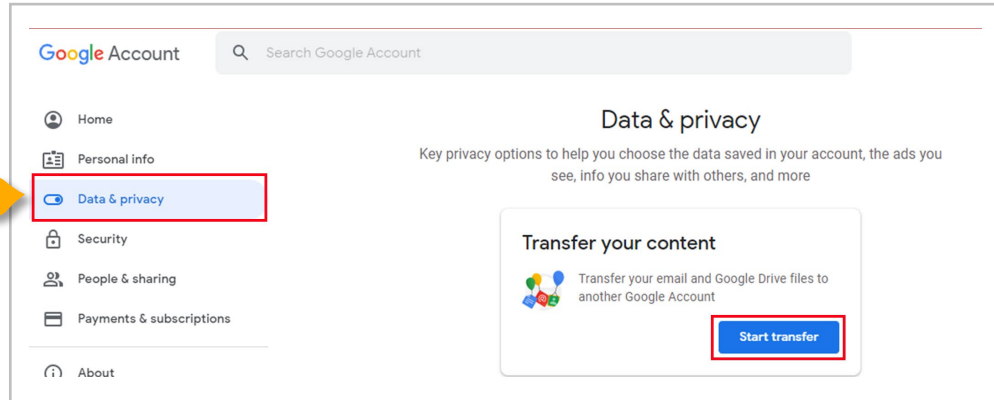 Google Account
Search Google Account
Home
Personal info
Data & privacy
Security
People & sharing
Payments & subscriptions
About
Data & privacy
Key privacy options to help you choose the data saved in your account, the ads you
see, info you share with others, and more
Transfer your content
Transfer your email and Google Drive files to
another Google Account
Start transfer